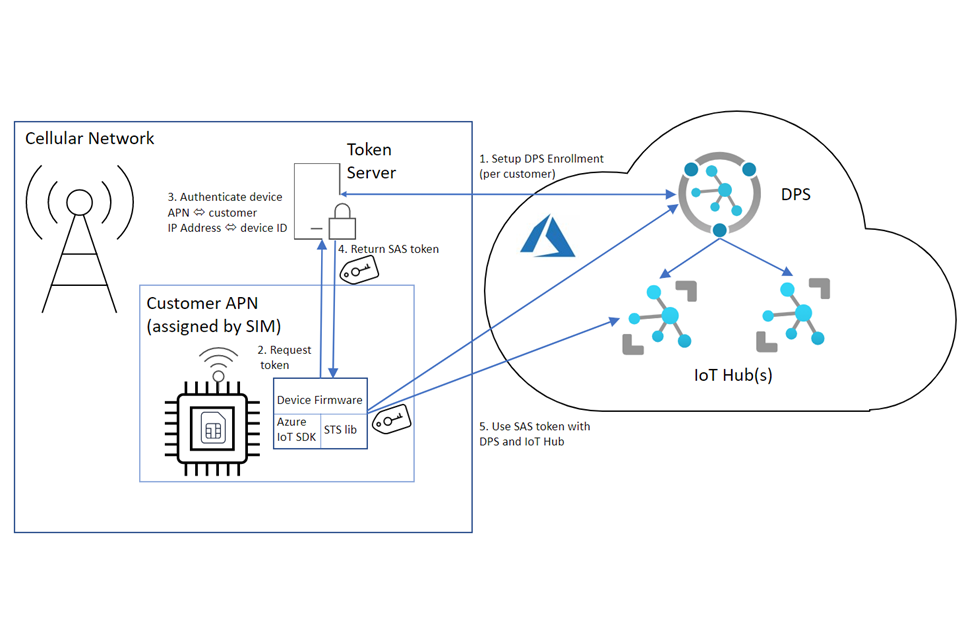 Cellular Network
Token
Server
1. Setup DPS Enrollment
(per customer)
3. Authenticate device
APN ⇔ customer
IP Address ⇔ device ID
DPS
4. Return SAS token
Customer APN
(assigned by SIM)
2. Request
token
IoT Hub(s)
Device Firmware
Azure
IoT SDK
STS lib
5. Use SAS token with
DPS and IoT Hub